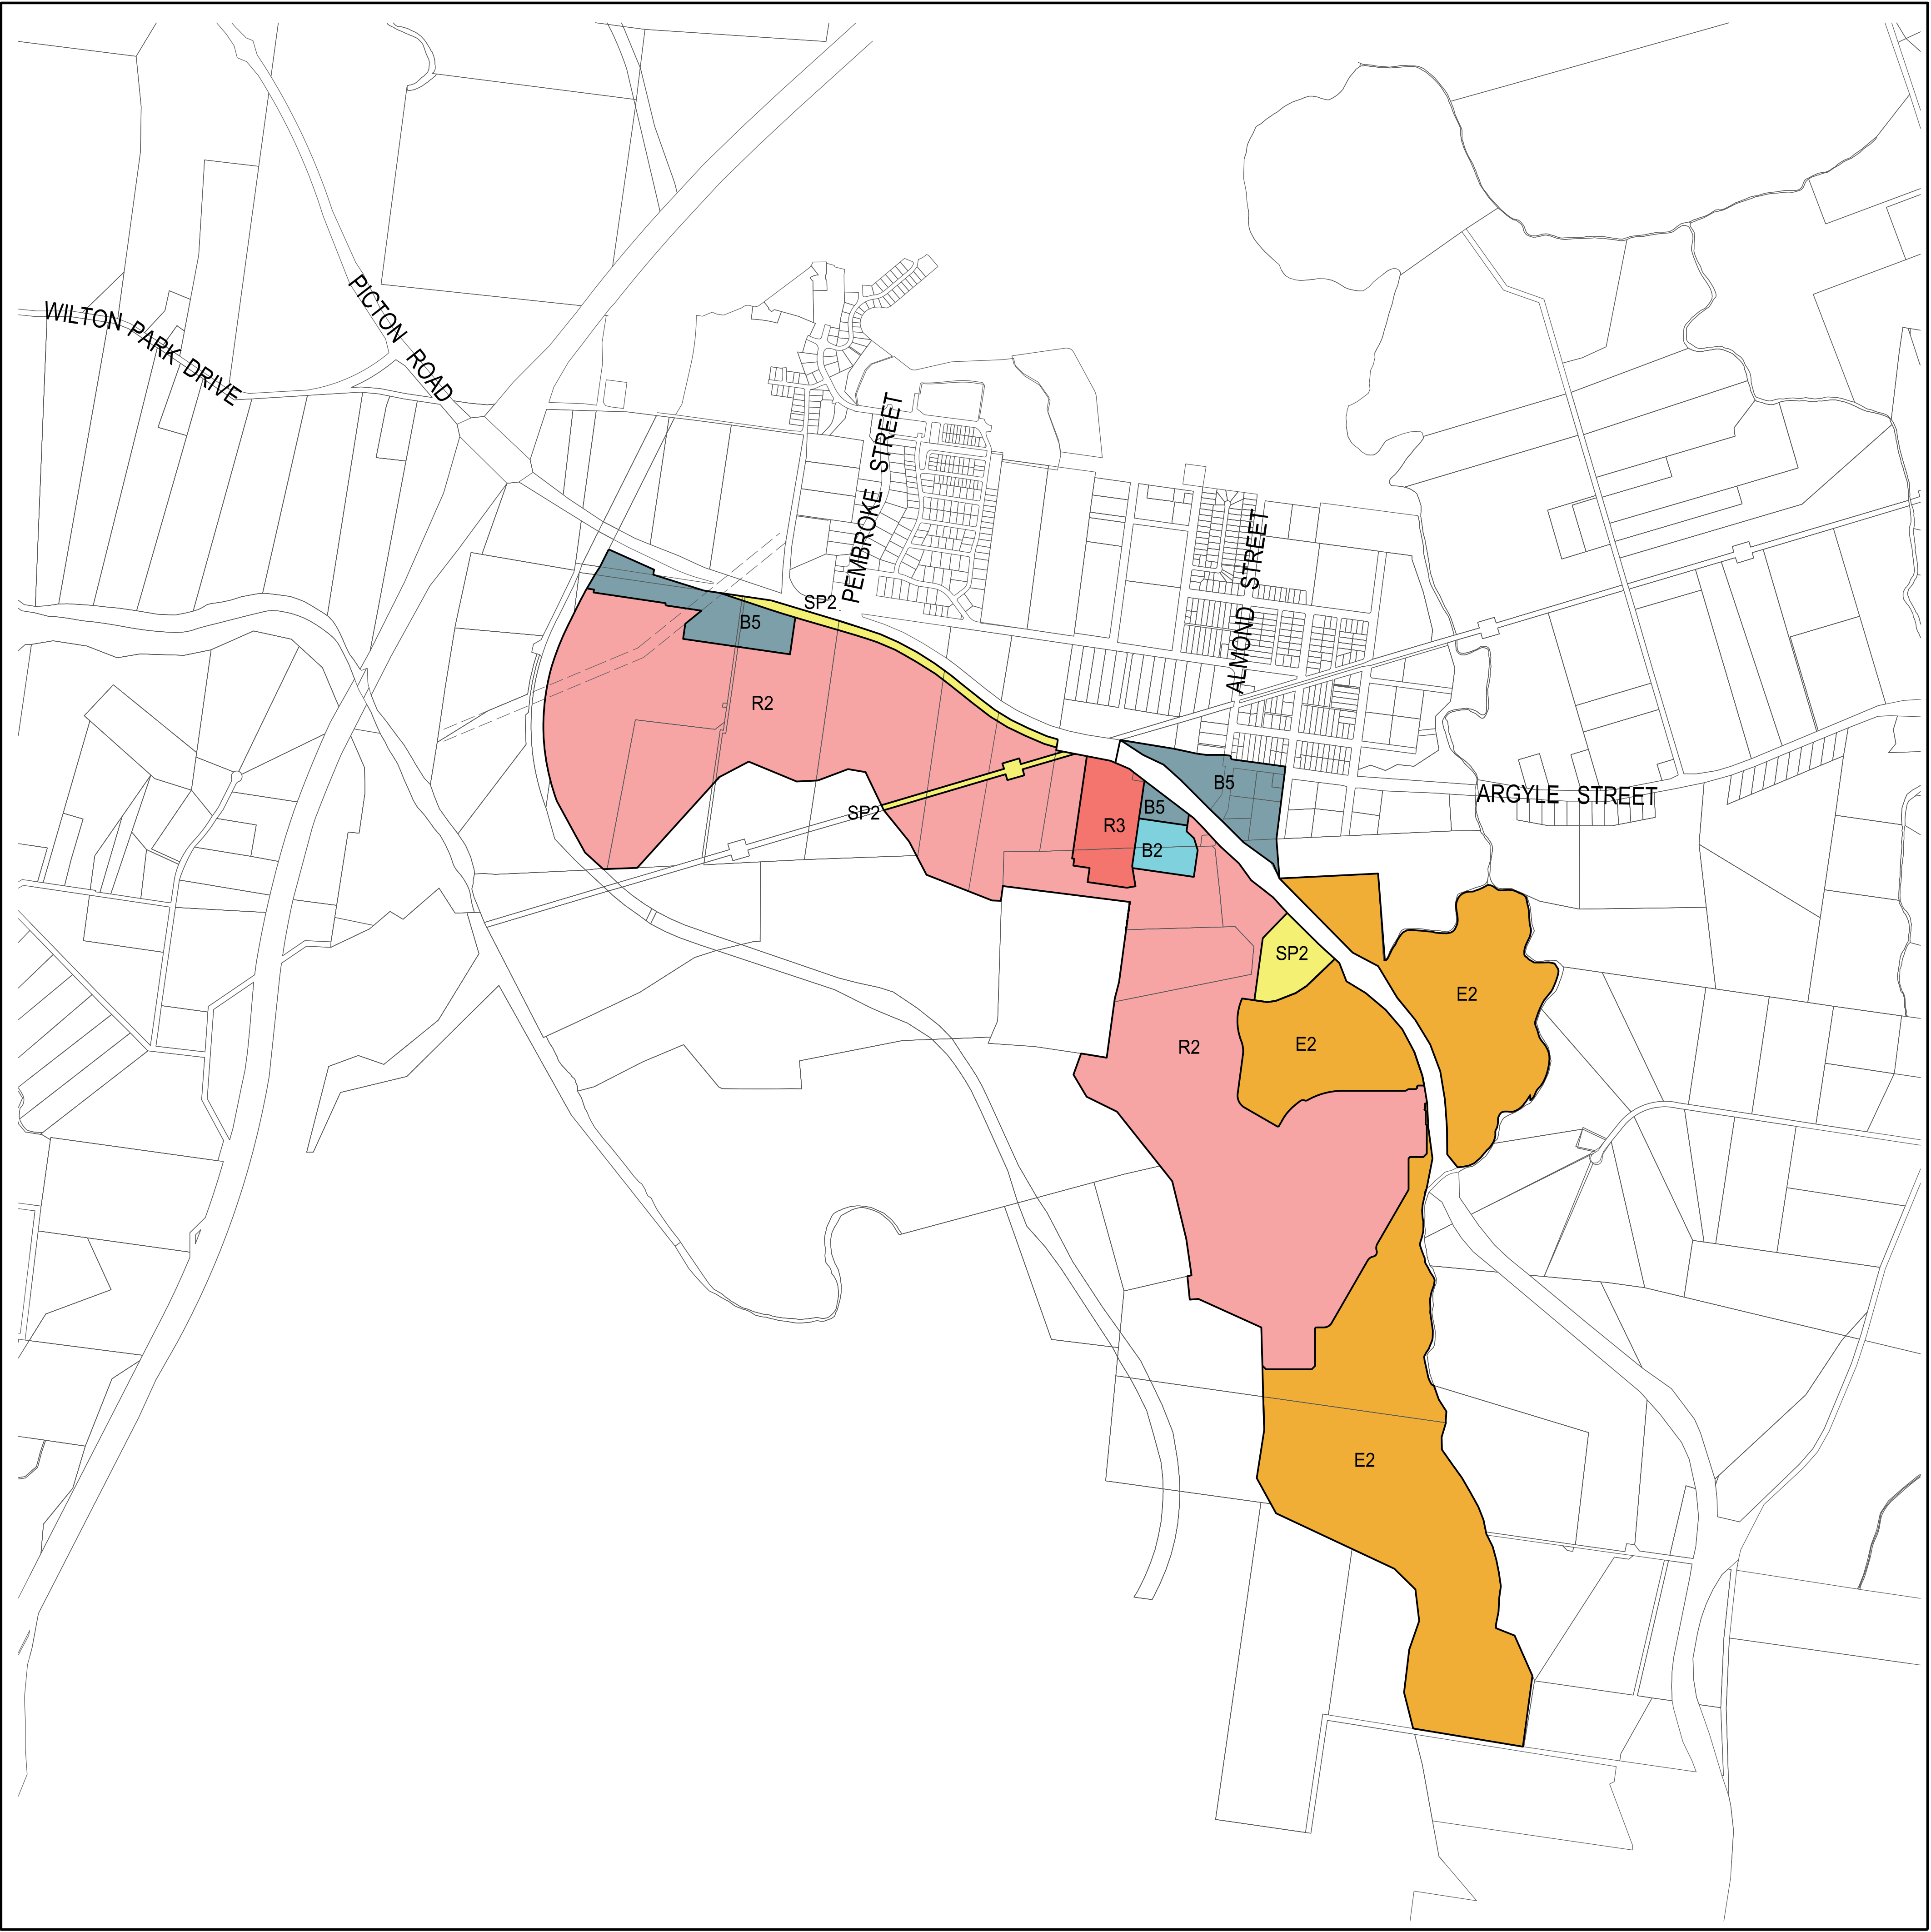 WILTON PARK DRIVE
PICTON ROAD
PEMBROKE STREET
ALMOND STREET
SP2
B5
R2
B5
ARGYLE STREET
SP2
B5
R3
B2
SP2
E2
R2
E2
E2